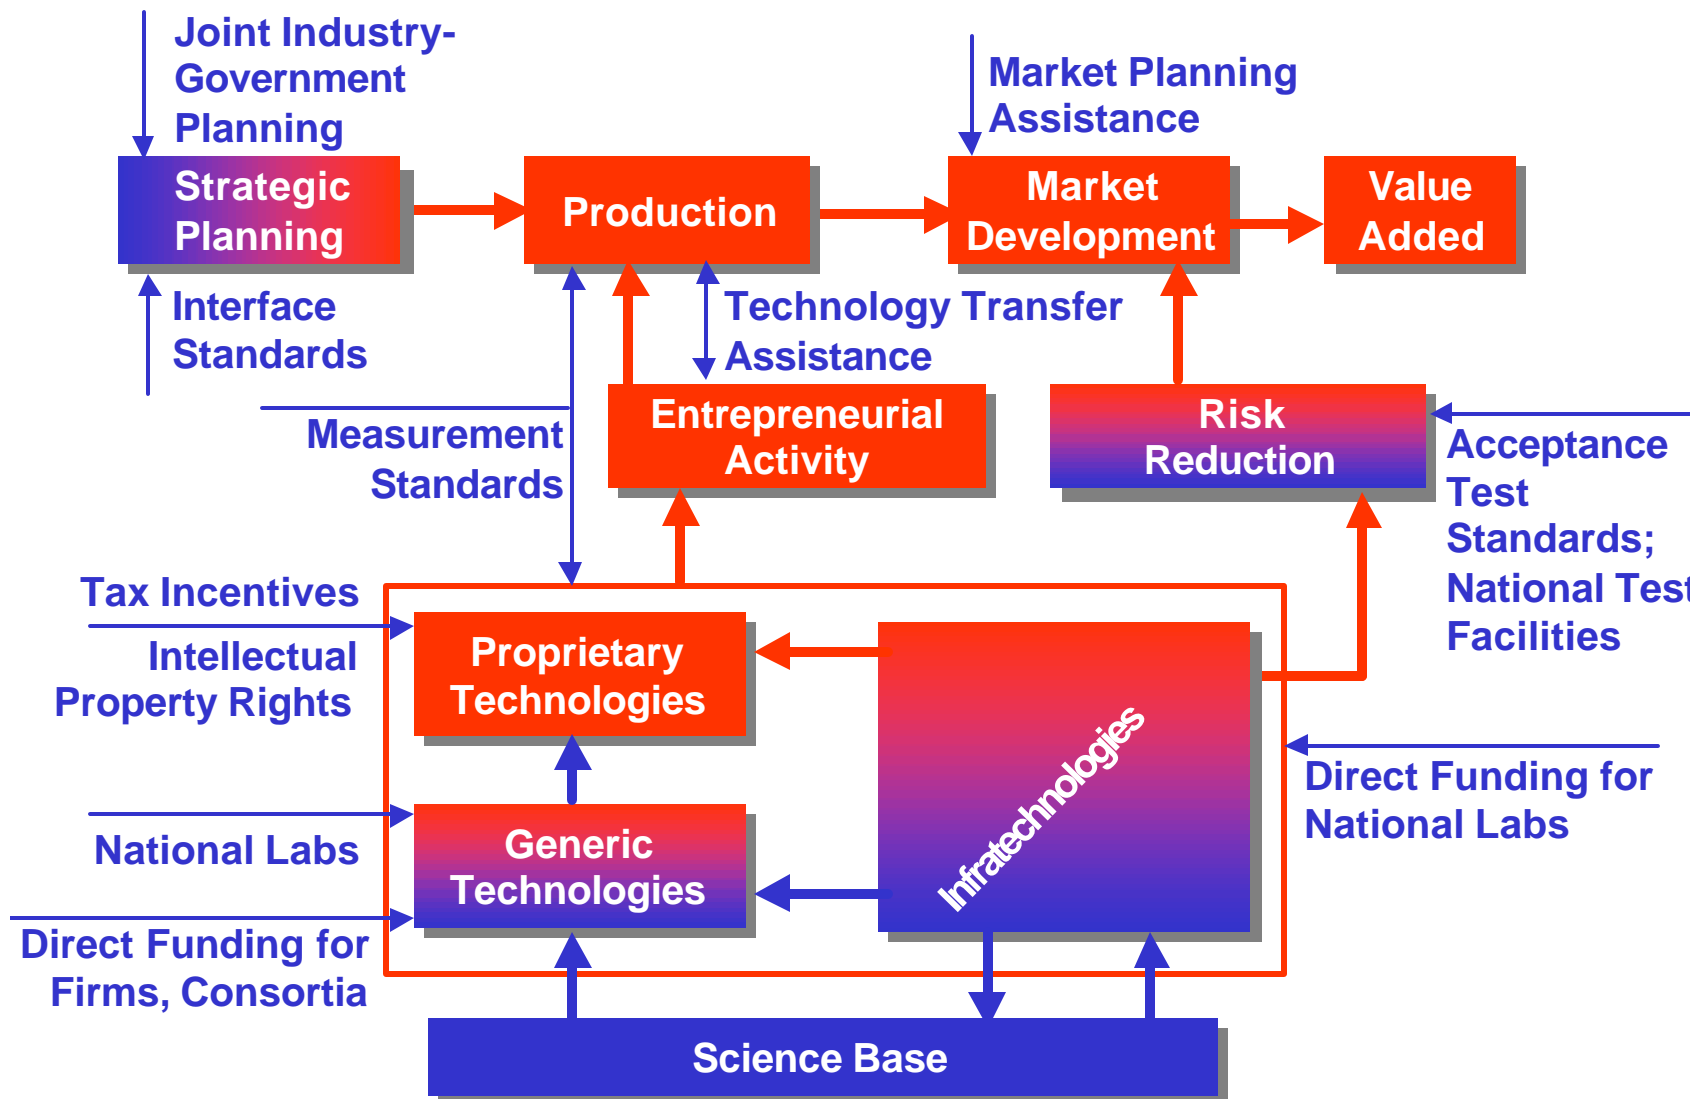 Joint Industry-
Government
Planning
Market Planning
Assistance
Strategic
Planning
Production
Market
Development
Value
Added
Interface
Standards
Technology Transfer
Assistance
Measurement
Standards
Entrepreneurial
Activity
Risk
Reduction
Acceptance
Test
Standards;
National Test
Facilities
Tax Incentives
Intellectual
Property Rights
Proprietary
Technologies
Infratechnologies
Direct Funding for
National Labs
National Labs
Generic
Technologies
Direct Funding for
Firms, Consortia
Science Base